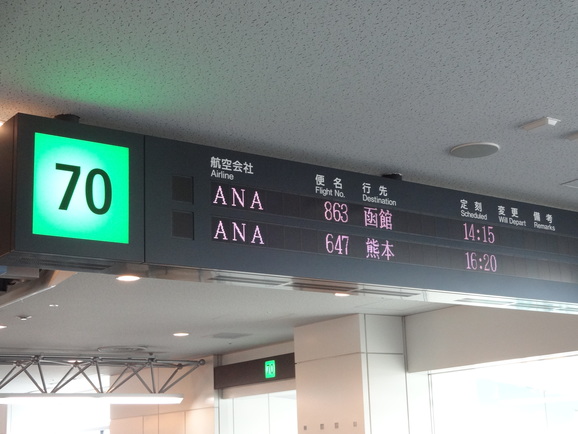 70
航空会社 便名 行先 定刻 変更 備考
Airline Flight No. Destination Scheduled Will Depart Remarks
ANA 863 函館 14:15
ANA 647 熊本 16:20
70